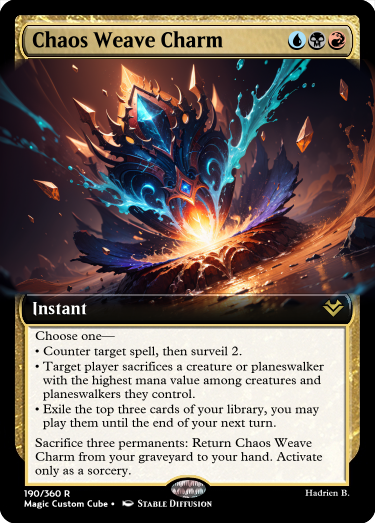 Chaos Weave Charm
Instant
Choose one—
• Counter target spell, then surveil 2.
• Target player sacrifices a creature or planeswalker
with the highest mana value among creatures and
planeswalkers they control.
• Exile the top three cards of your library, you may
play them until the end of your next turn.
Sacrifice three permanents: Return Chaos Weave
Charm from your graveyard to your hand. Activate
only as a sorcery.
190/360 R
Hadrien B.
Magic Custom Cube • Stable Diffusion